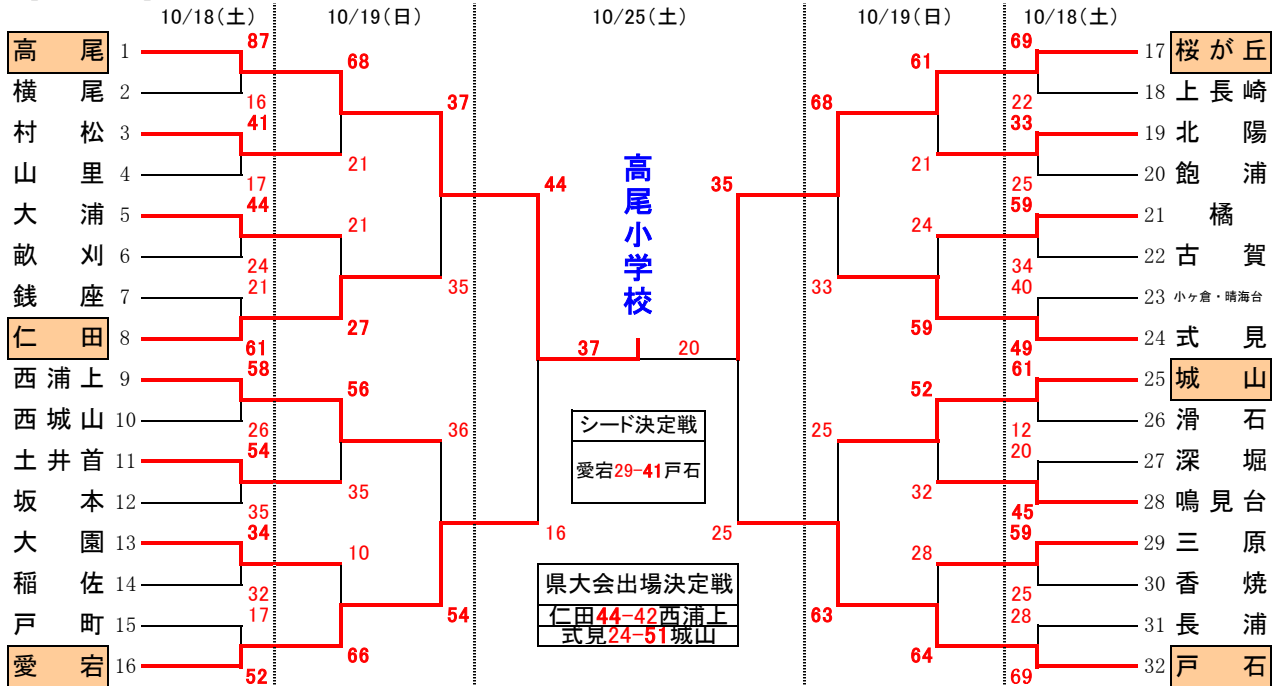 10/18(土) 10/19(日) 10/25(土) 10/19(日) 10/18(土)
高尾 1 87 68 61 69 17 桜が丘
横尾 2 16 37 68 22 18 上長崎
村松 3 41 33 19 北陽
21 21
山里 4 17 25 20 飽浦
44 35
大浦 5 44 21 24 59 21 橘
畝刈 6 24 34 22 古賀
銭座 7 21 35 33 40 23 小ヶ倉・晴海台
仁田 8 61 27 59 49 24 式見
高尾小学校
37 20
西浦上 9 58 56 52 61 25 城山
西城山 10 26 36 25 12 26 滑石
土井首 11 54 20 27 深堀
35 32
坂本 12 35 45 28 鳴見台
16 25
大園 13 34 10 28 59 29 三原
稲佐 14 32 25 30 香焼
戸町 15 17 54 63 28 31 長浦
愛宕 16 52 66 64 69 32 戸石
シード決定戦
愛宕29-41戸石
県大会出場決定戦
仁田44-42西浦上
式見24-51城山